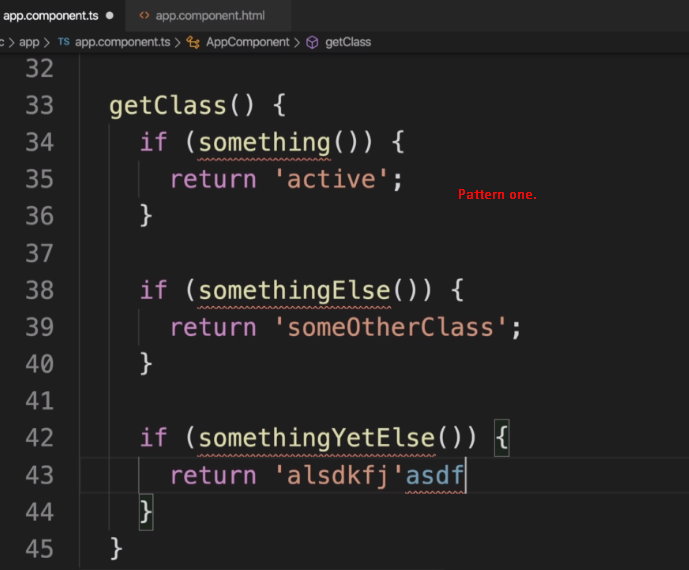 app.component.ts ● <> app.component.html
c > app > TS app.component.ts > AppComponent > getClass
32
33 getClass() {
34 if (something()) {
35 return 'active';
Pattern one.
36 }
37
38 if (somethingElse()) {
39 return 'someOtherClass';
40 }
41
42 if (somethingYetElse()) {
43 return 'alsdkfj'asdf
44 }
45 }